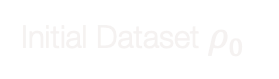 Initial Dataset ρ₀